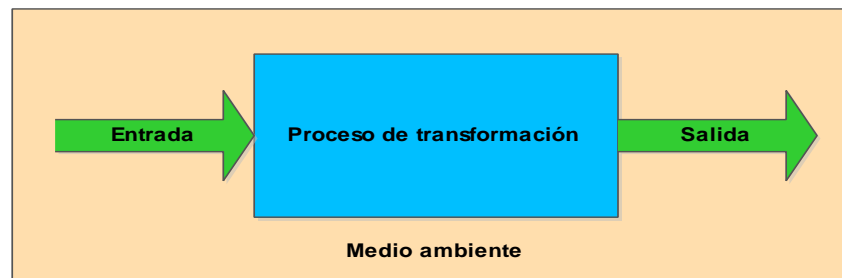 Entrada
Proceso de transformación
Salida
Medio ambiente